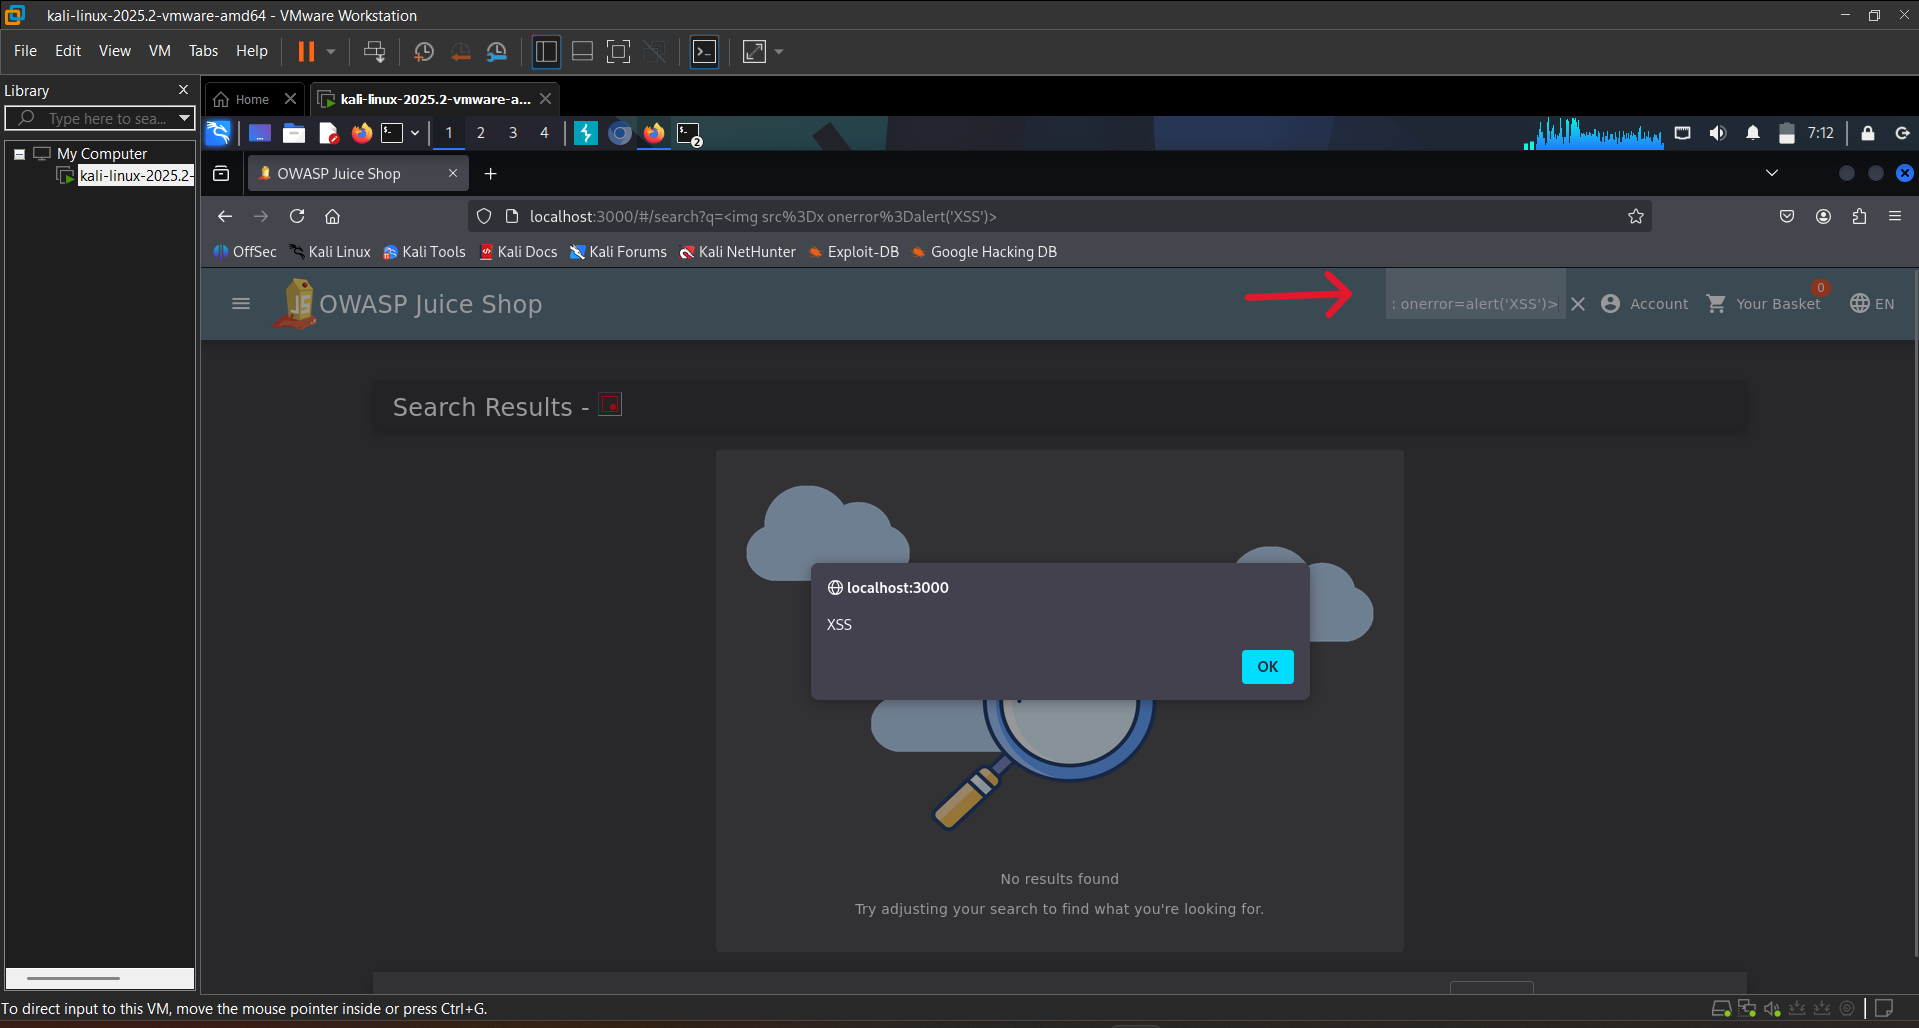 kali-linux-2025.2-vmware-amd64 - VMware Workstation
File Edit View VM Tabs Help
Library
Type here to sea...
My Computer
kali-linux-2025.2-
Home
kali-linux-2025.2-vmware-a...
1 2 3 4
2
7:12
OWASP Juice Shop
localhost:3000/#/search?q=<img src%3Dx onerror%3Dalert('XSS')>
OffSec Kali Linux Kali Tools Kali Docs Kali Forums Kali NetHunter Exploit-DB Google Hacking DB
JS
OWASP Juice Shop
onerror=alert('XSS')>
Account
Your Basket
0
EN
Search Results -
localhost:3000
XSS
OK
No results found
Try adjusting your search to find what you're looking for.
To direct input to this VM, move the mouse pointer inside or press Ctrl+G.